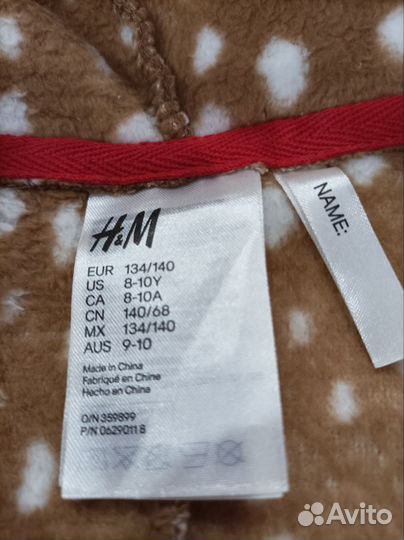 H&M
EUR 134/140
US 8-10Y
CA 8-10A
CN 140/68
MX 134/140
AUS 9-10
Made in China
Fabriqué en Chine
Hecho en China
O/N 359899
P/N 0629011 8
NAME:
Avito